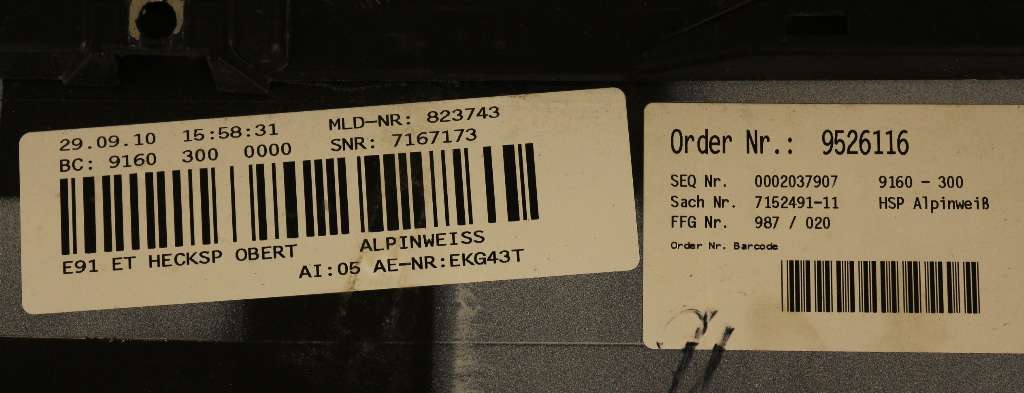 29.09.10 15:58:31 MLD-NR: 823743
BC: 9160 300 0000 SNR: 7167173
E91 ET HECKSP OBERT ALPINWEISS
AI:05 AE-NR:EKG43T
Order Nr.: 9526116
SEQ Nr. 0002037907 9160 - 300
Sach Nr. 7152491-11 HSP Alpinweiß
FFG Nr. 987 / 020
Order Nr. Barcode